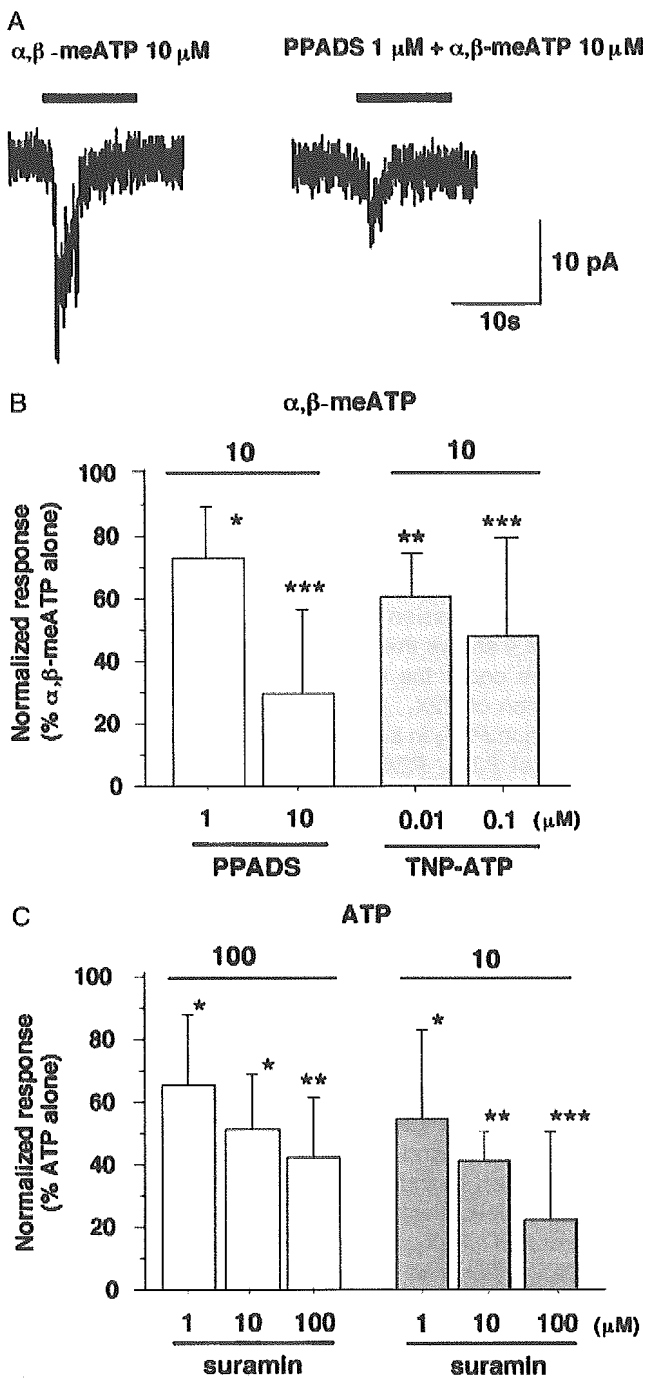 A
α,β -meATP 10 μM
PPADS 1 μM + α,β-meATP 10 μM
10 pA
10s
B
α,β-meATP
10
10
Normalized response
(% α,β-meATP alone)
100
80
60
40
20
0
*
***
**
***
1
10
0.01
0.1
(μM)
PPADS
TNP-ATP
C
ATP
100
10
Normalized response
(% ATP alone)
100
80
60
40
20
0
*
*
**
*
**
***
1
10
100
1
10
100
(μM)
suramin
suramin